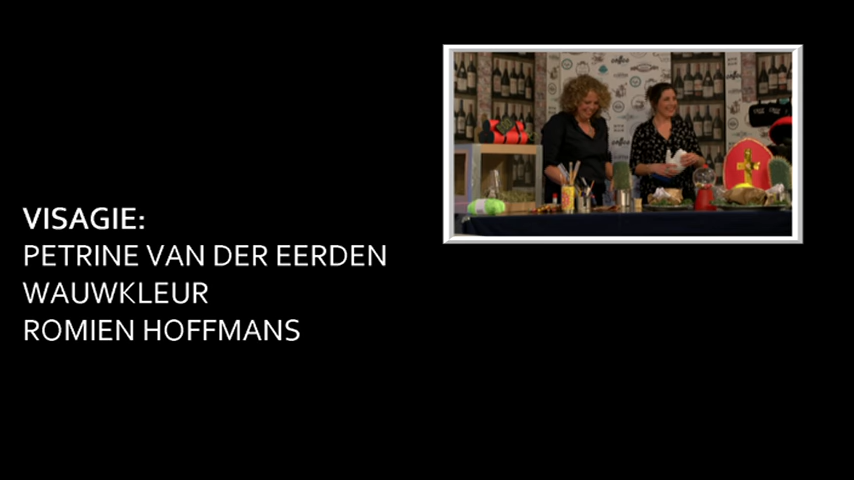 VISAGIE:
PETRINE VAN DER EERDEN
WAUWKLEUR
ROMIEN HOFFMANS